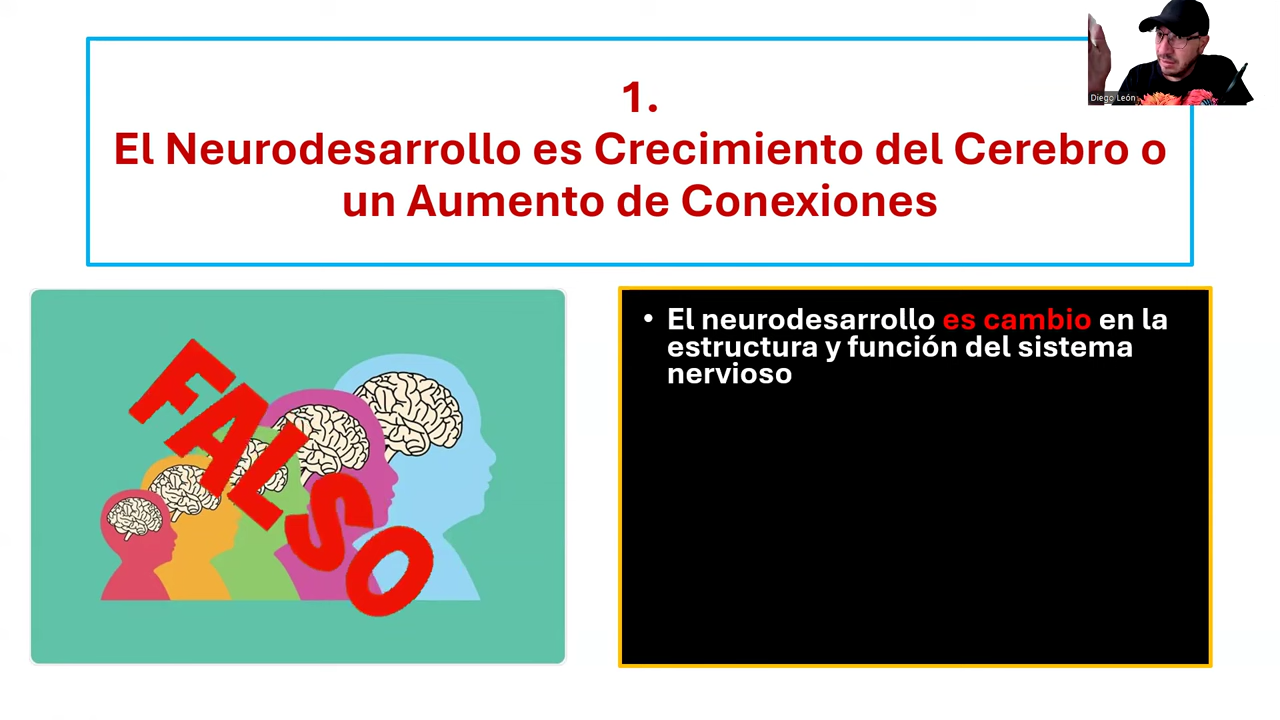 Diego León
1.
El Neurodesarrollo es Crecimiento del Cerebro o
un Aumento de Conexiones
FALSO
• El neurodesarrollo es cambio en la
estructura y función del sistema
nervioso